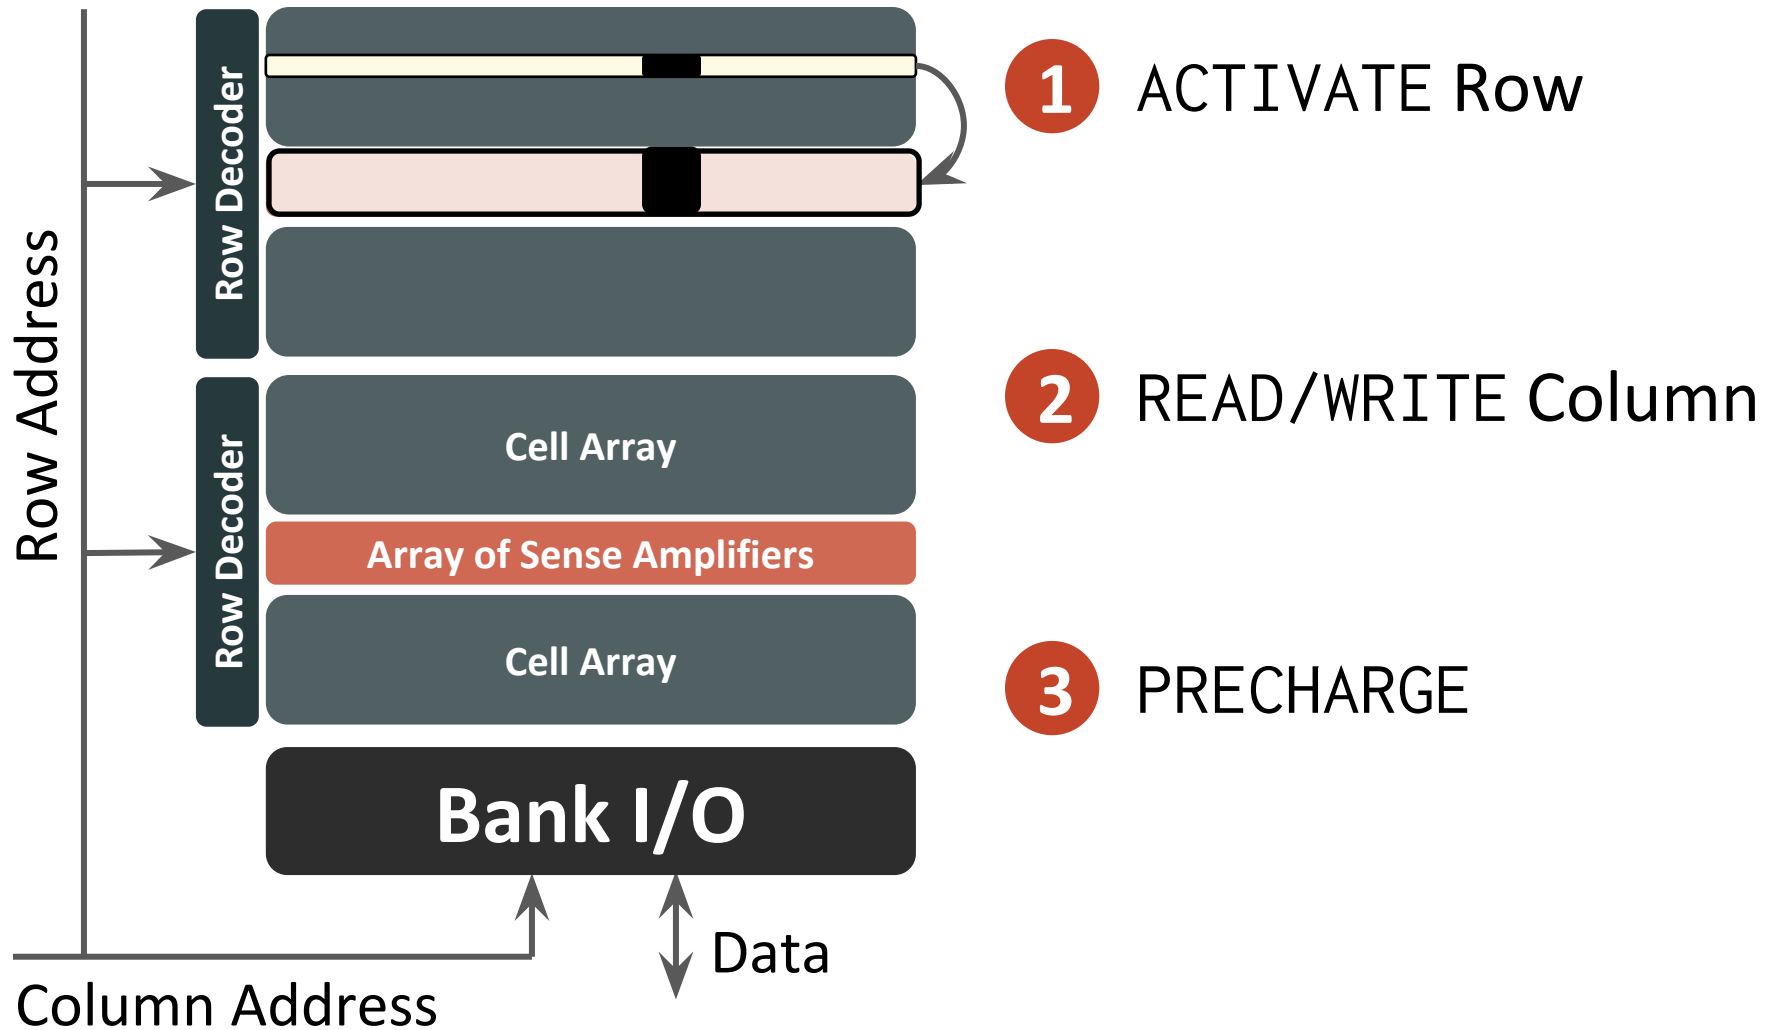 Row Address
Row Decoder
1 ACTIVATE Row
Row Decoder
Cell Array
2 READ/WRITE Column
Array of Sense Amplifiers
Cell Array
3 PRECHARGE
Bank I/O
Data
Column Address